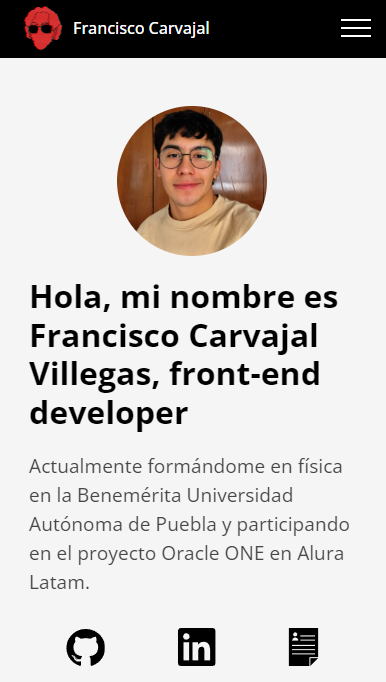 Francisco Carvajal
Hola, mi nombre es
Francisco Carvajal
Villegas, front-end
developer
Actualmente formándome en física
en la Benemérita Universidad
Autónoma de Puebla y participando
en el proyecto Oracle ONE en Alura
Latam.
in